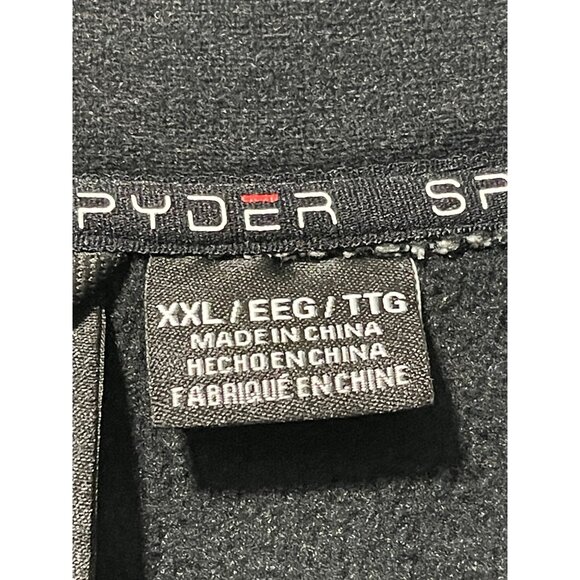 PYDER SP
XXL / EEG / TTG
MADE IN CHINA
HECHO EN CHINA
FABRIQUÉ EN CHINE